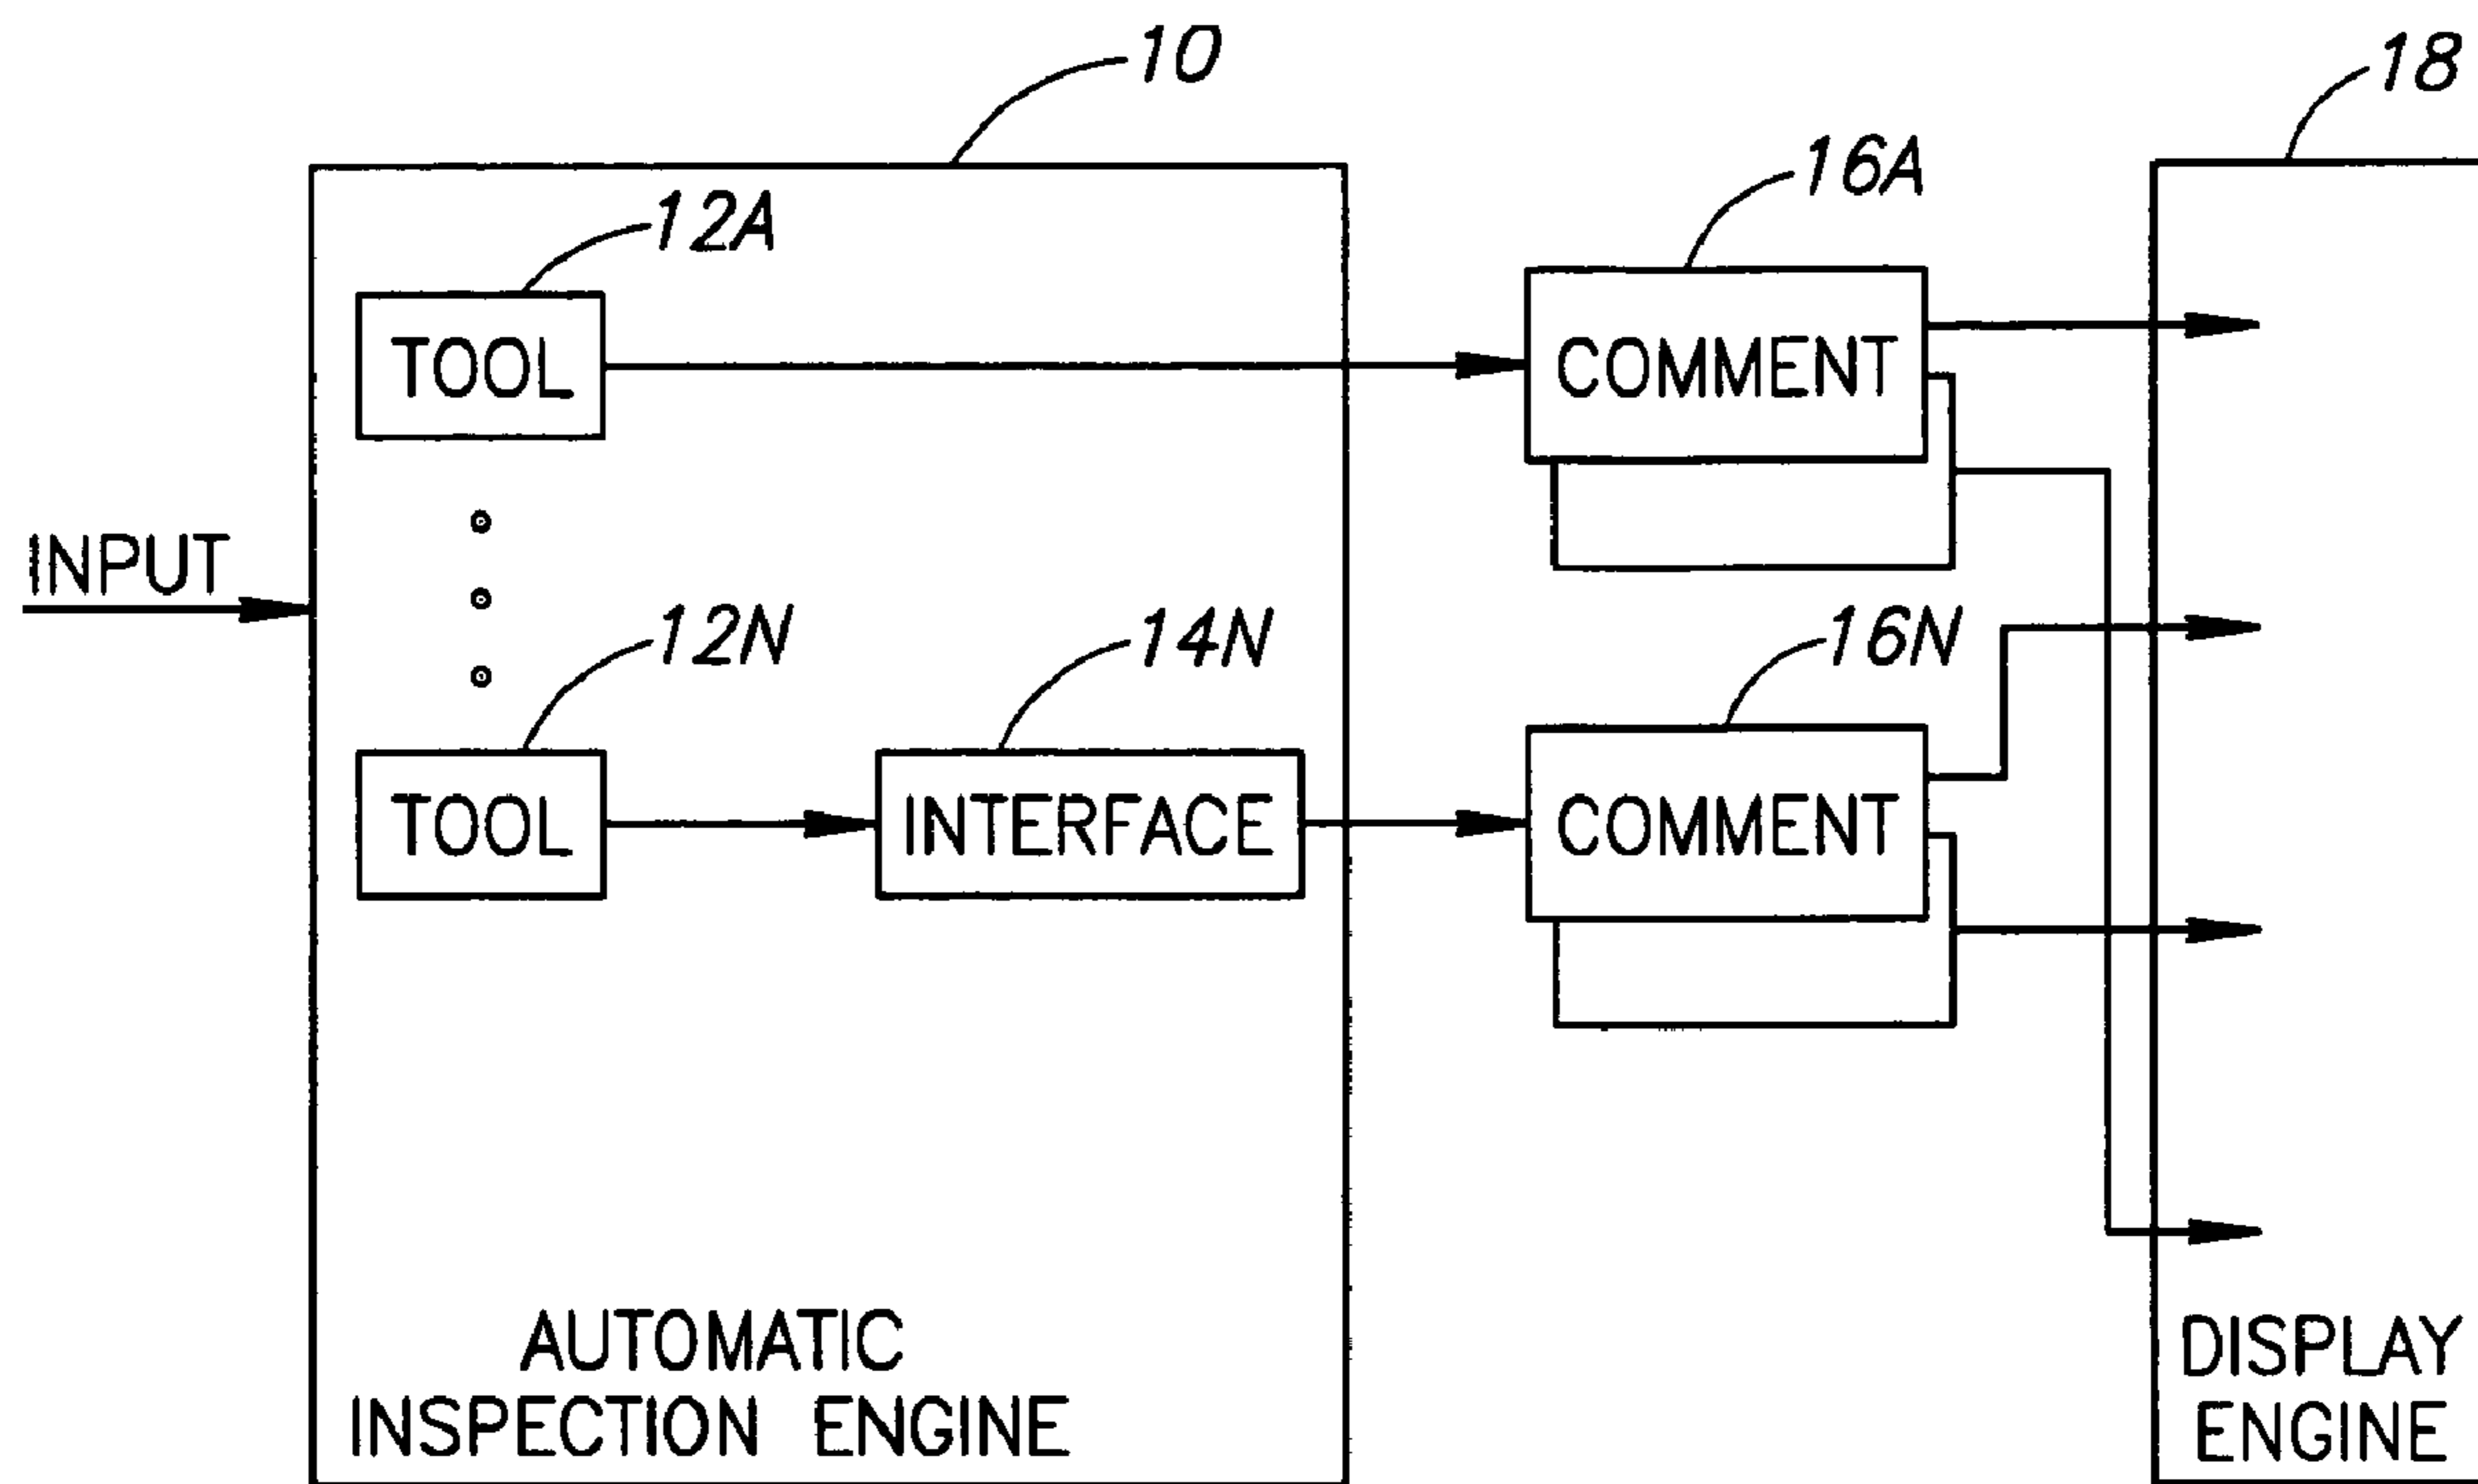 10
18
16A
12A
TOOL
COMMENT
INPUT
12N
14N
16N
TOOL
INTERFACE
COMMENT
AUTOMATIC
INSPECTION ENGINE
DISPLAY
ENGINE